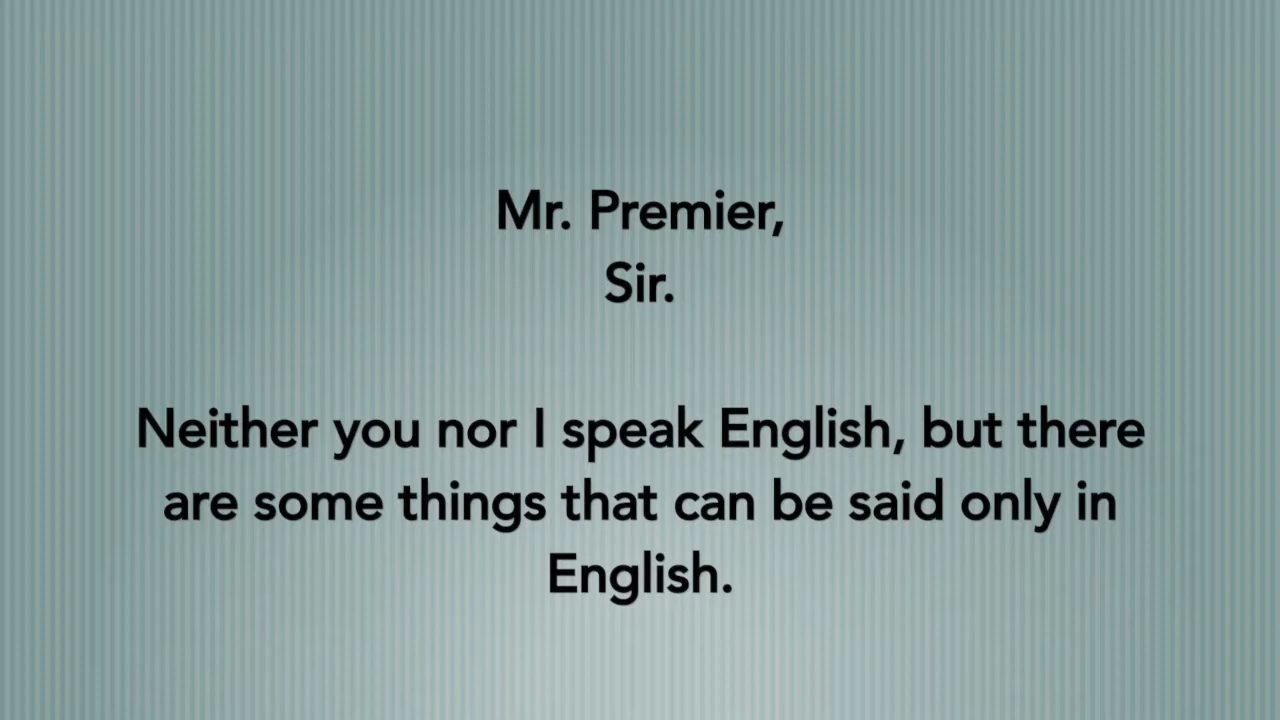 Mr. Premier,
Sir.
Neither you nor I speak English, but there
are some things that can be said only in
English.